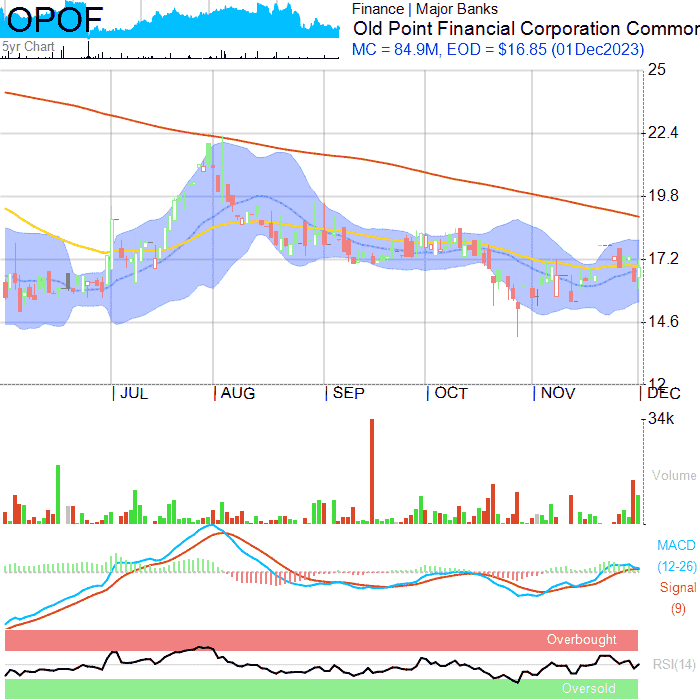 OPOF
5yr Chart
Finance | Major Banks
Old Point Financial Corporation Common
MC = 84.9M, EOD = $16.85 (01Dec2023)
25
22.4
19.8
17.2
14.6
12
JUL
AUG
SEP
OCT
NOV
DEC
34k
Volume
MACD
(12-26)
Signal
(9)
Overbought
RSI(14)
Oversold